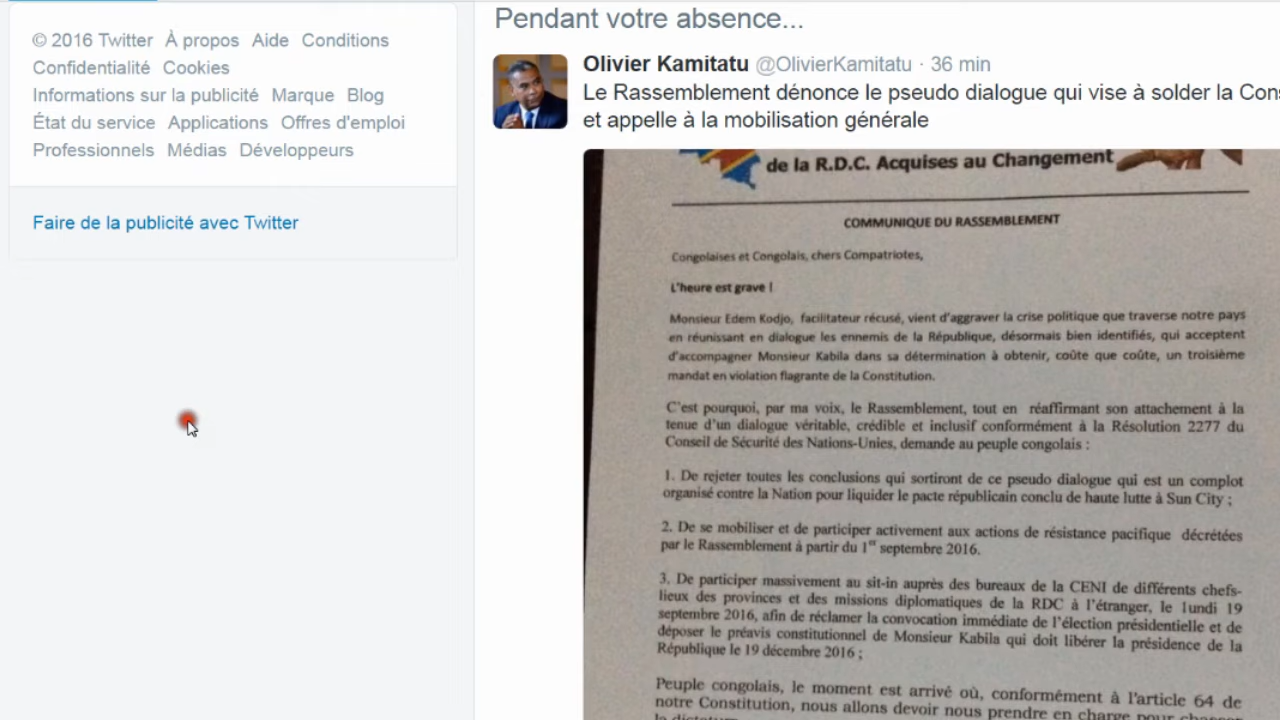 © 2016 Twitter À propos Aide Conditions
Confidentialité Cookies
Informations sur la publicité Marque Blog
État du service Applications Offres d'emploi
Professionnels Médias Développeurs
Faire de la publicité avec Twitter
Pendant votre absence...
Olivier Kamitatu @OlivierKamitatu · 36 min
Le Rassemblement dénonce le pseudo dialogue qui vise à solder la
et appelle à la mobilisation générale
de la R.D.C. Acquises au Changement
COMMUNIQUE DU RASSEMBLEMENT
Congolaises et Congolais, chers Compatriotes,
L'heure est grave !
Monsieur Edem Kodjo, facilitateur récusé, vient d'aggraver la crise politique que traverse notre pays
en réunissant en dialogue les ennemis de la République, désormais bien identifiés, qui acceptent
d'accompagner Monsieur Kabila dans sa détermination à obtenir, coûte que coûte, un troisième
mandat en violation flagrante de la Constitution.
C'est pourquoi, par ma voix, le Rassemblement, tout en réaffirmant son attachement à la
tenue d'un dialogue véritable, crédible et inclusif conformément à la Résolution 2277 du
Conseil de Sécurité des Nations-Unies, demande au peuple congolais :
1. De rejeter toutes les conclusions qui sortiront de ce pseudo dialogue qui est un complot
organisé contre la Nation pour liquider le pacte républicain conclu de haute lutte à Sun City ;
2. De se mobiliser et de participer activement aux actions de résistance pacifique décrétées
par le Rassemblement à partir du 1er septembre 2016.
3. De participer massivement au sit-in auprès des bureaux de la CENI de différents chefs-
lieux des provinces et des missions diplomatiques de la RDC à l'étranger, le lundi 19
septembre 2016, afin de réclamer la convocation immédiate de l'élection présidentielle et de
déposer le préavis constitutionnel de Monsieur Kabila qui doit libérer la présidence de la
République le 19 décembre 2016 ;
Peuple congolais, le moment est arrivé où, conformément à l'article 64 de
notre Constitution, nous allons devoir nous prendre en charge pour